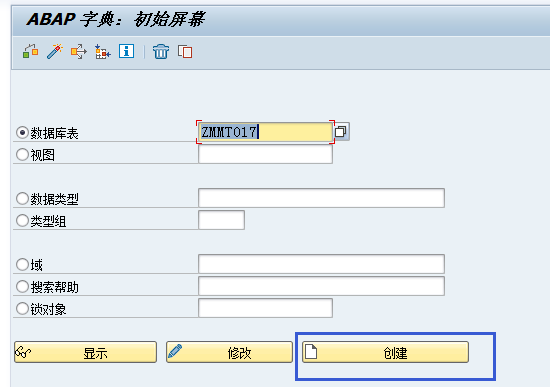 ABAP 字典：初始屏幕
数据库表 ZMMT017
视图
数据类型
类型组
域
搜索帮助
锁对象
显示 修改 创建